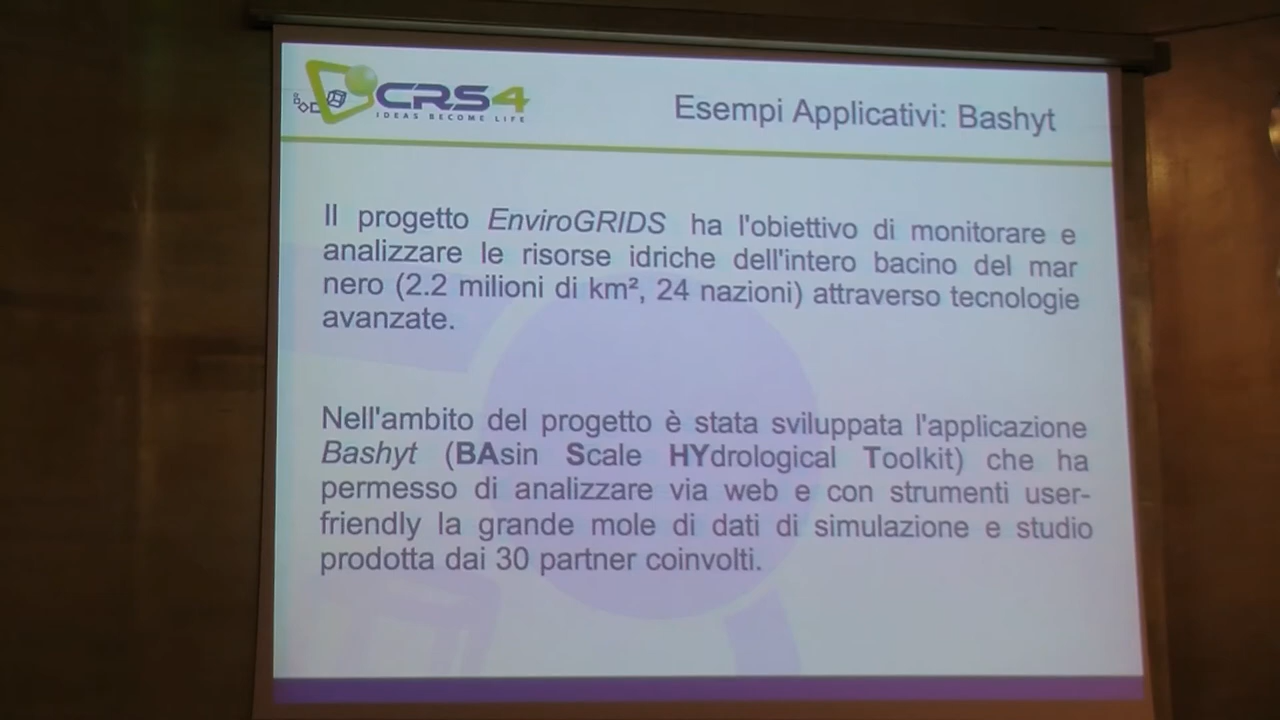 CRS4
IDEAS BECOME LIFE
Esempi Applicativi: Bashyt
Il progetto EnviroGRIDS ha l'obiettivo di monitorare e
analizzare le risorse idriche dell'intero bacino del mar
nero (2.2 milioni di km², 24 nazioni) attraverso tecnologie
avanzate.
Nell'ambito del progetto è stata sviluppata l'applicazione
Bashyt (BAsin Scale HYdrological Toolkit) che ha
permesso di analizzare via web e con strumenti user-
friendly la grande mole di dati di simulazione e studio
prodotta dai 30 partner coinvolti.